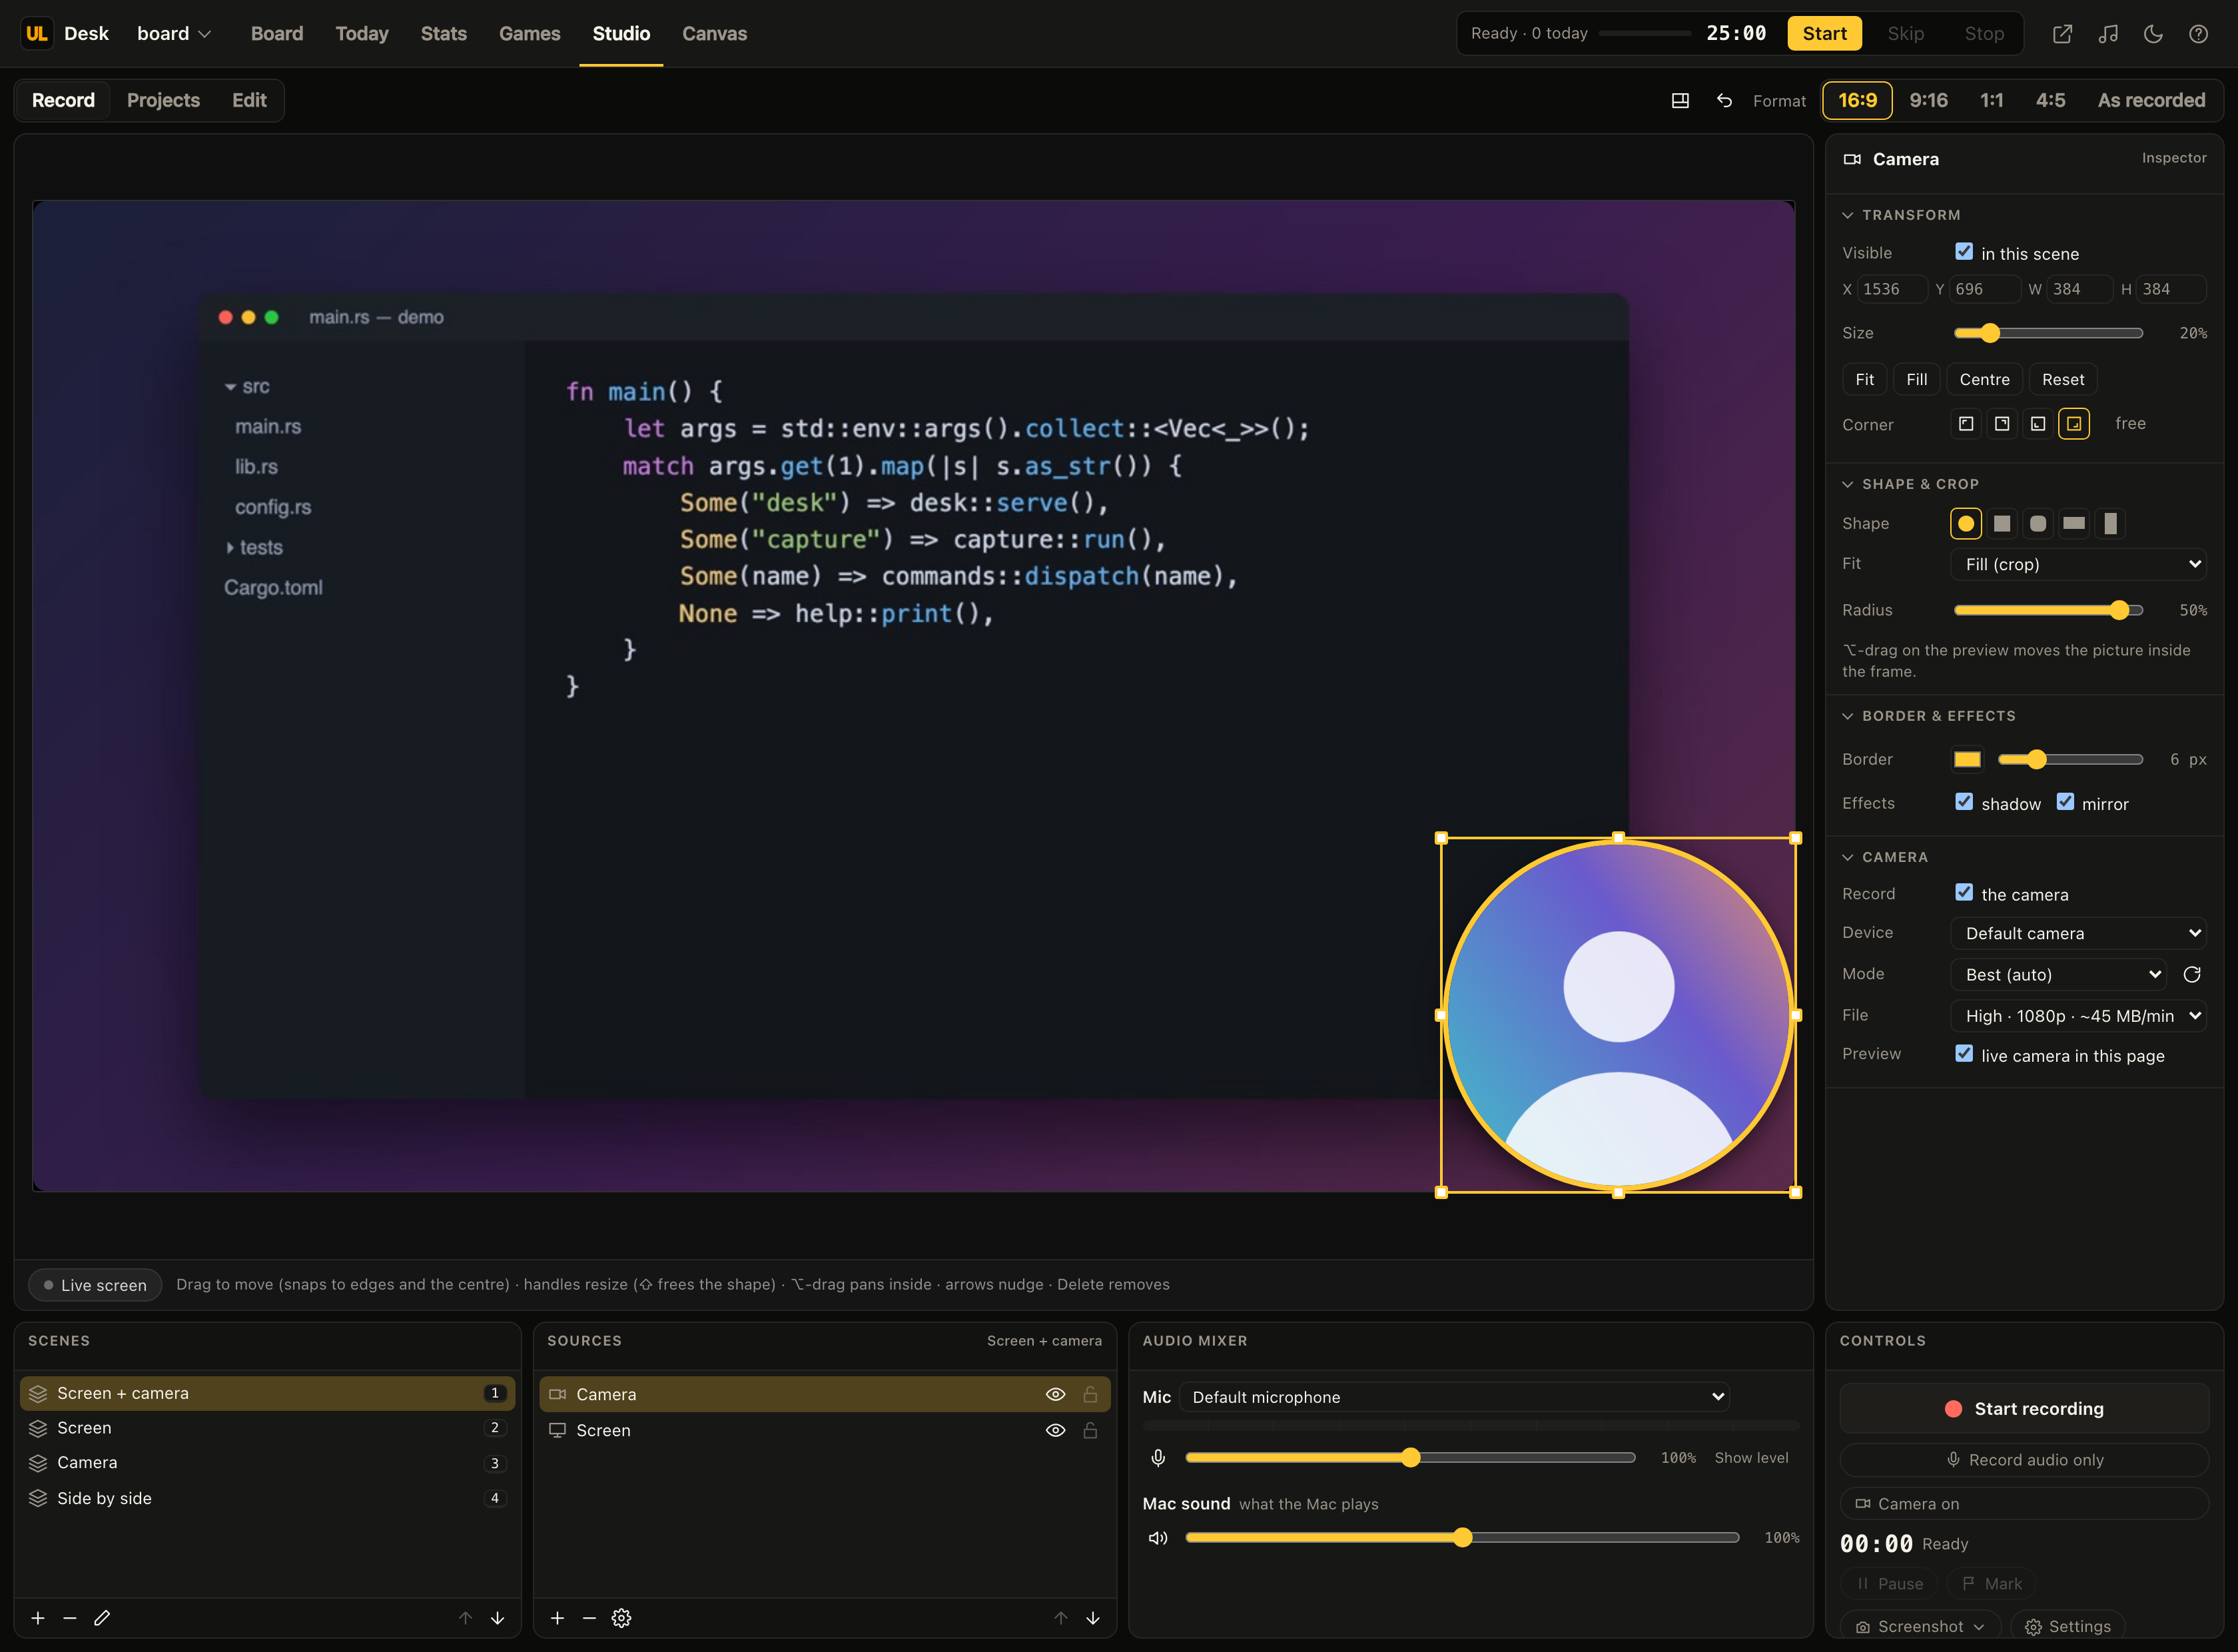 UL Desk board Board Today Stats Games Studio Canvas Ready · 0 today 25:00 Start Skip Stop
Record Projects Edit Format 16:9 9:16 1:1 4:5 As recorded
main.rs — demo
src
main.rs
lib.rs
config.rs
tests
Cargo.toml
fn main() {
let args = std::env::args().collect::<Vec<_>>();
match args.get(1).map(|s| s.as_str()) {
Some("desk") => desk::serve(),
Some("capture") => capture::run(),
Some(name) => commands::dispatch(name),
None => help::print(),
}
}
Live screen Drag to move (snaps to edges and the centre) · handles resize (⇧ frees the shape) · ⌥-drag pans inside · arrows nudge · Delete removes
Camera Inspector
TRANSFORM
Visible in this scene
X 1536 Y 696 W 384 H 384
Size 20%
Fit Fill Centre Reset
Corner free
SHAPE & CROP
Shape
Fit Fill (crop)
Radius 50%
⌥-drag on the preview moves the picture inside
the frame.
BORDER & EFFECTS
Border 6 px
Effects shadow mirror
CAMERA
Record the camera
Device Default camera
Mode Best (auto)
File High · 1080p · ~45 MB/min
Preview live camera in this page
SCENES
Screen + camera 1
Screen 2
Camera 3
Side by side 4
SOURCES Screen + camera
Camera
Screen
AUDIO MIXER
Mic Default microphone
100% Show level
Mac sound what the Mac plays
100%
CONTROLS
Start recording
Record audio only
Camera on
00:00 Ready
Pause Mark
Screenshot Settings